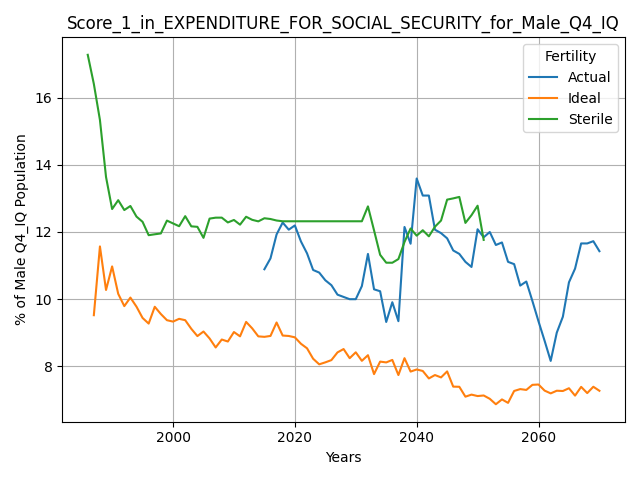 Score_1_in_EXPENDITURE_FOR_SOCIAL_SECURITY_for_Male_Q4_IQ
Fertility
Actual
Ideal
Sterile
% of Male Q4_IQ Population
16
14
12
10
8
2000 2020 2040 2060
Years